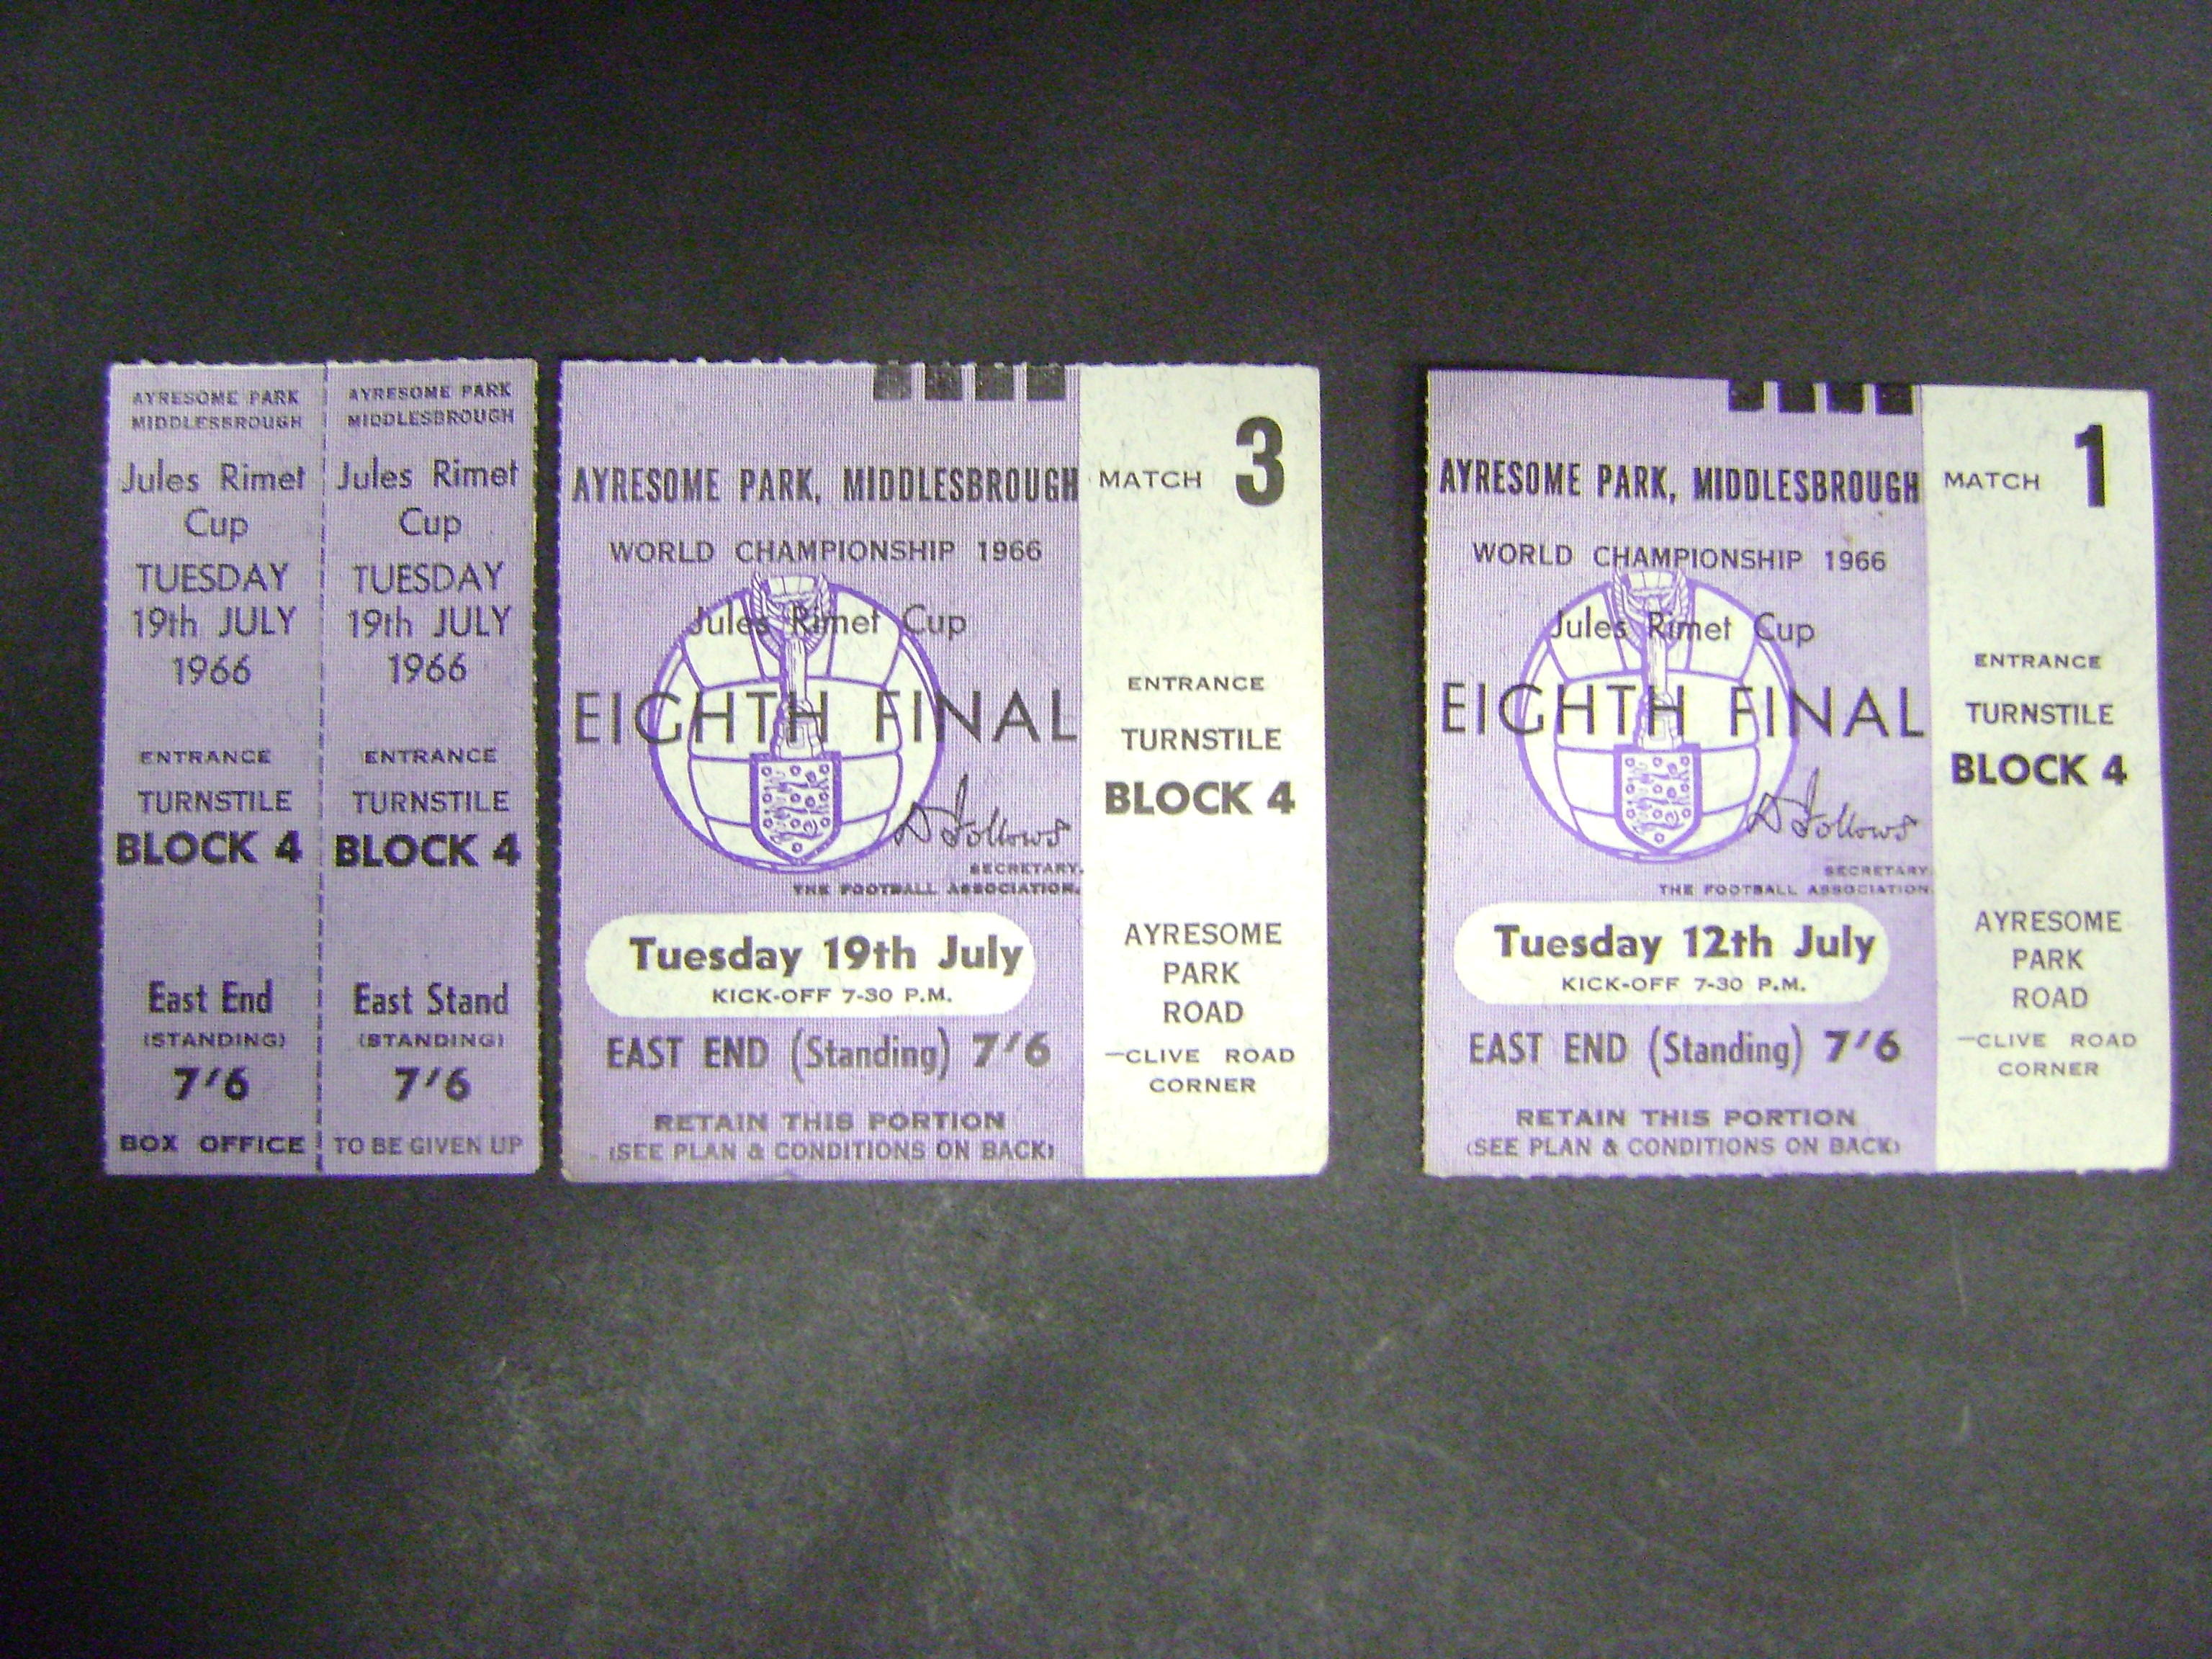 AYRESOME PARK
MIDDLESBROUGH
Jules Rimet
Cup
TUESDAY
19th JULY
1966
ENTRANCE
TURNSTILE
BLOCK 4
East End
(STANDING)
7/6
BOX OFFICE
AYRESOME PARK
MIDDLESBROUGH
Jules Rimet
Cup
TUESDAY
19th JULY
1966
ENTRANCE
TURNSTILE
BLOCK 4
East Stand
(STANDING)
7/6
TO BE GIVEN UP
AYRESOME PARK, MIDDLESBROUGH
WORLD CHAMPIONSHIP 1966
Jules Rimet Cup
EIGHTH FINAL
D Follows
SECRETARY.
THE FOOTBALL ASSOCIATION.
Tuesday 19th July
KICK-OFF 7-30 P.M.
EAST END (Standing) 7/6
RETAIN THIS PORTION
(SEE PLAN & CONDITIONS ON BACK)
MATCH 3
ENTRANCE
TURNSTILE
BLOCK 4
AYRESOME
PARK
ROAD
—CLIVE ROAD
CORNER
AYRESOME PARK, MIDDLESBROUGH
WORLD CHAMPIONSHIP 1966
Jules Rimet Cup
EIGHTH FINAL
D Follows
SECRETARY.
THE FOOTBALL ASSOCIATION.
Tuesday 12th July
KICK-OFF 7-30 P.M.
EAST END (Standing) 7/6
RETAIN THIS PORTION
(SEE PLAN & CONDITIONS ON BACK)
MATCH 1
ENTRANCE
TURNSTILE
BLOCK 4
AYRESOME
PARK
ROAD
—CLIVE ROAD
CORNER